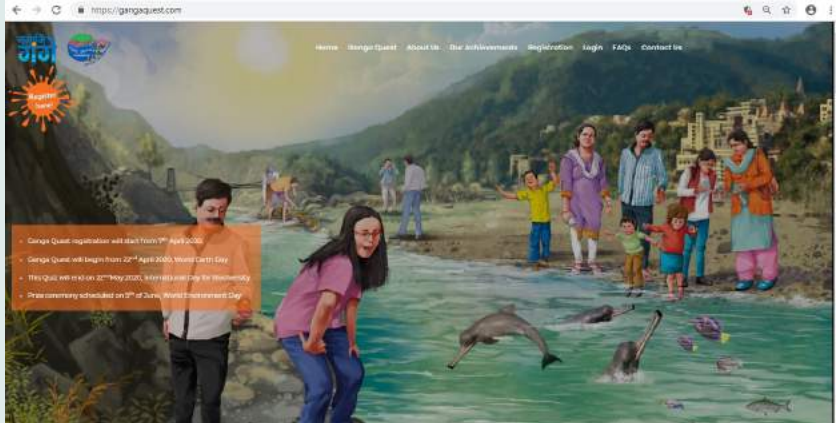 https://gangaquest.com
नमामि गंगे
Home Ganga Quest About Us Our Achievements Registration Login FAQs Contact Us
Register
here!
Ganga Quest registration will start from 7th April 2020
Ganga Quest will begin from 22nd April 2020, World Earth Day
This Quiz will end on 22nd May 2020, International Day for Biodiversity
Prize ceremony scheduled on 5th of June, World Environment Day